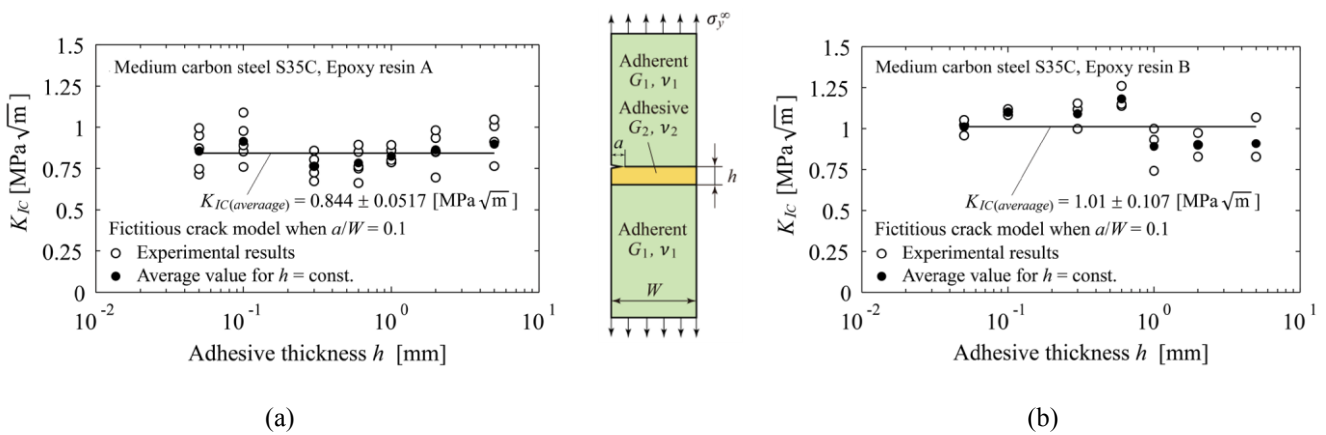 1.5
1.25
1
0.75
0.5
0.25
0
K_IC [MPa√m]
Medium carbon steel S35C, Epoxy resin A
K_IC(averaage) = 0.844 ± 0.0517 [MPa√m]
Fictitious crack model when a/W = 0.1
○ Experimental results
● Average value for h = const.
10^-2 10^-1 10^0 10^1
Adhesive thickness h [mm]
(a)
σ_y^∞
Adherent
G_1, ν_1
Adhesive
G_2, ν_2
a
h
Adherent
G_1, ν_1
W
1.5
1.25
1
0.75
0.5
0.25
0
K_IC [MPa√m]
Medium carbon steel S35C, Epoxy resin B
K_IC(averaage) = 1.01 ± 0.107 [MPa√m]
Fictitious crack model when a/W = 0.1
○ Experimental results
● Average value for h = const.
10^-2 10^-1 10^0 10^1
Adhesive thickness h [mm]
(b)